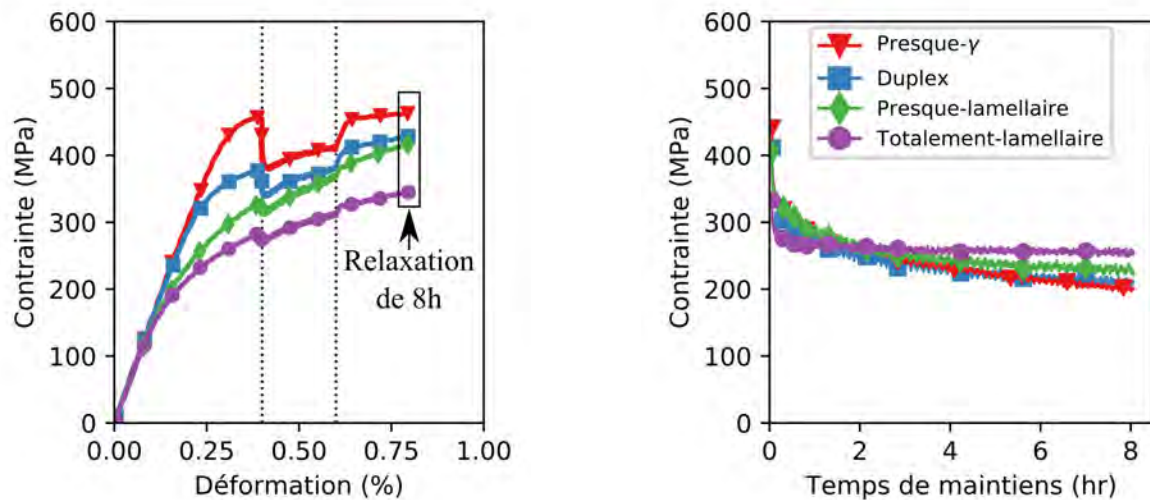 600
500
400
300
200
100
0
Contrainte (MPa)
0.00
0.25
0.50
0.75
1.00
Déformation (%)
Relaxation
de 8h
600
500
400
300
200
100
0
Contrainte (MPa)
Presque-γ
Duplex
Presque-lamellaire
Totalement-lamellaire
0
2
4
6
8
Temps de maintiens (hr)